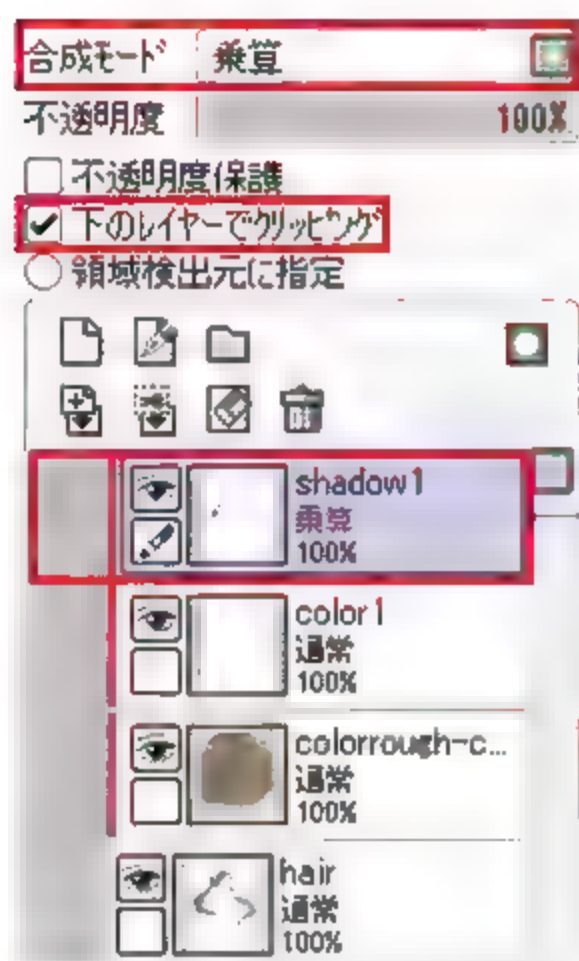 合成モード 乗算
不透明度 100%
不透明度保護
下のレイヤーでクリッピング
領域検出元に指定
shadow1
乗算
100%
color1
通常
100%
colorrough-c...
通常
100%
hair
通常
100%